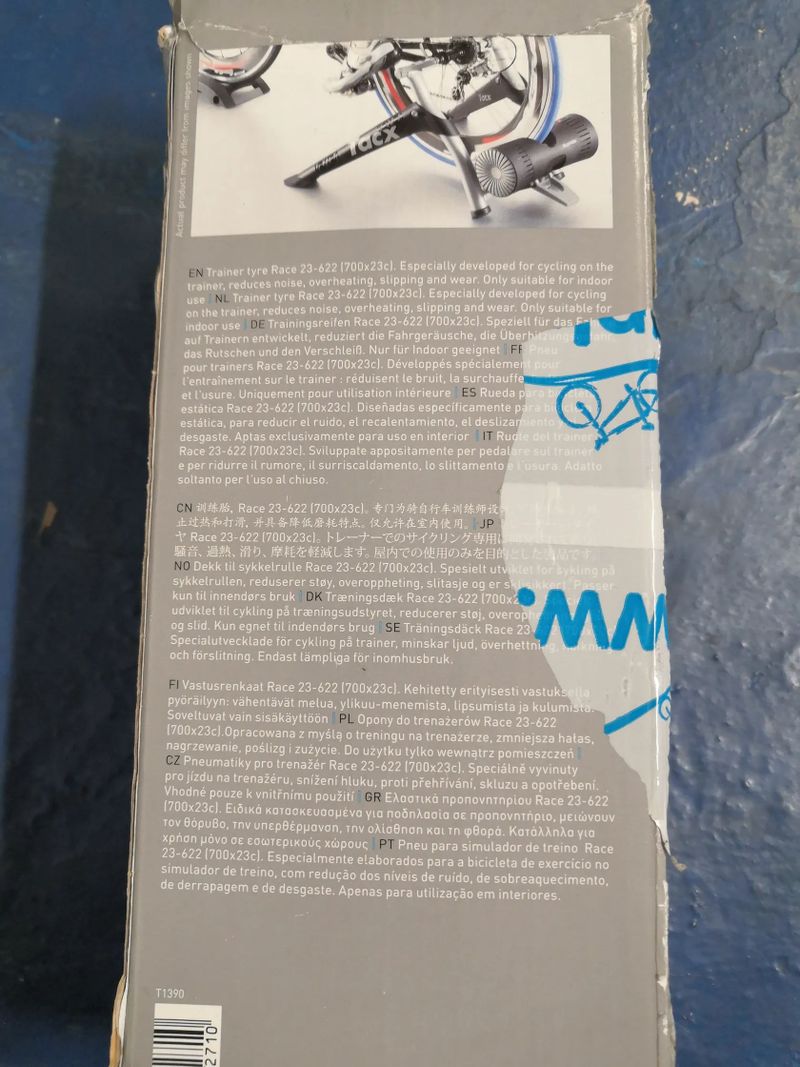 Actual product may differ from images shown
Tacx
Tacx
EN Trainer tyre Race 23-622 (700x23c). Especially developed for cycling on the
trainer, reduces noise, overheating, slipping and wear. Only suitable for indoor
use | NL Trainer tyre Race 23-622 (700x23c). Especially developed for cycling
on the trainer, reduces noise, overheating, slipping and wear. Only suitable for
indoor use | DE Trainingsreifen Race 23-622 (700x23c). Speziell für das
auf Trainern entwickelt, reduziert die Fahrgeräusche, die Überhitzungsgefahr,
das Rutschen und den Verschleiß. Nur für Indoor geeignet | FR Pneu
pour trainers Race 23-622 (700x23c). Développés spécialement pour
l'entraînement sur le trainer : réduisent le bruit, la surchauffe
et l'usure. Uniquement pour utilisation intérieure | ES Rueda para bicicleta
estática Race 23-622 (700x23c). Diseñadas específicamente para bicicleta
estática, para reducir el ruido, el recalentamiento, el deslizamiento y
desgaste. Aptas exclusivamente para uso en interior | IT Ruote del trainer
Race 23-622 (700x23c). Sviluppate appositamente per pedalare sul trainer
e per ridurre il rumore, il surriscaldamento, lo slittamento e l'usura. Adatto
soltanto per l'uso al chiuso.
CN 训练胎, Race 23-622 (700x23c)。专门为骑自行车训练师设
止过热和打滑, 并具备降低磨耗特点。仅允许在室内使用。| JP
ヤ Race 23-622 (700x23c)。トレーナーでのサイクリング専用に
騒音、過熱、滑り、摩耗を軽減します。屋内での使用のみを目的とした製品です。
NO Dekk til sykkelrulle Race 23-622 (700x23c). Spesielt utviklet for sykling på
sykkelrullen, reduserer støy, overoppheting, slitasje og er sklisikkert. Passer
kun til innendørs bruk | DK Træningsdæk Race 23-622 (700x2
udviklet til cykling på træningsudstyret, reducerer støj, overophe
og slid. Kun egnet til indendørs brug | SE Träningsdäck Race 23
Specialutvecklade för cykling på trainer, minskar ljud, överhettning,
och förslitning. Endast lämpliga för inomhusbruk.
FI Vastusrenkaat Race 23-622 (700x23c). Kehitetty erityisesti vastuksella
pyöräilyyn: vähentävät melua, ylikuu-menemista, lipsumista ja kulumista.
Soveltuvat vain sisäkäyttöön | PL Opony do trenażerów Race 23-622
(700x23c).Opracowana z myślą o treningu na trenażerze, zmniejsza hałas,
nagrzewanie, poślizg i zużycie. Do użytku tylko wewnątrz pomieszczeń |
CZ Pneumatiky pro trenažér Race 23-622 (700x23c). Speciálně vyvinuty
pro jízdu na trenažéru, snížení hluku, proti přehřívání, skluzu a opotřebení.
Vhodné pouze k vnitřnímu použití | GR Ελαστικά προπονητηρίου Race 23-622
(700x23c). Ειδικά κατασκευασμένα για ποδηλασία σε προπονητήριο, μειώνουν
τον θόρυβο, την υπερθέρμανση, την ολίσθηση και τη φθορά. Κατάλληλα για
χρήση μόνο σε εσωτερικούς χώρους | PT Pneu para simulador de treino Race
23-622 (700x23c). Especialmente elaborados para a bicicleta de exercício no
simulador de treino, com redução dos níveis de ruído, de sobreaquecimento,
de derrapagem e de desgaste. Apenas para utilização em interiores.
T1390
2710